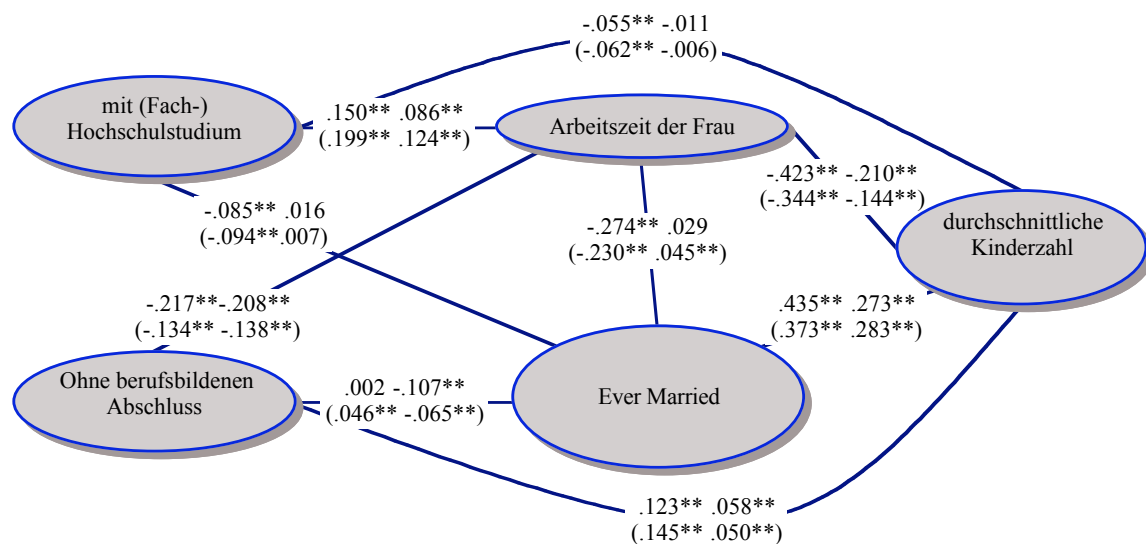 -.055** -.011
(-.062** -.006)
mit (Fach-)
Hochschulstudium
.150** .086**
(.199** .124**)
Arbeitszeit der Frau
-.423** -.210**
(-.344** -.144**)
-.085** .016
(-.094**.007)
-.274** .029
(-.230** .045**)
durchschnittliche
Kinderzahl
-.217**-.208**
(-.134** -.138**)
.435** .273**
(.373** .283**)
Ohne berufsbildenen
Abschluss
.002 -.107**
(.046** -.065**)
Ever Married
.123** .058**
(.145** .050**)